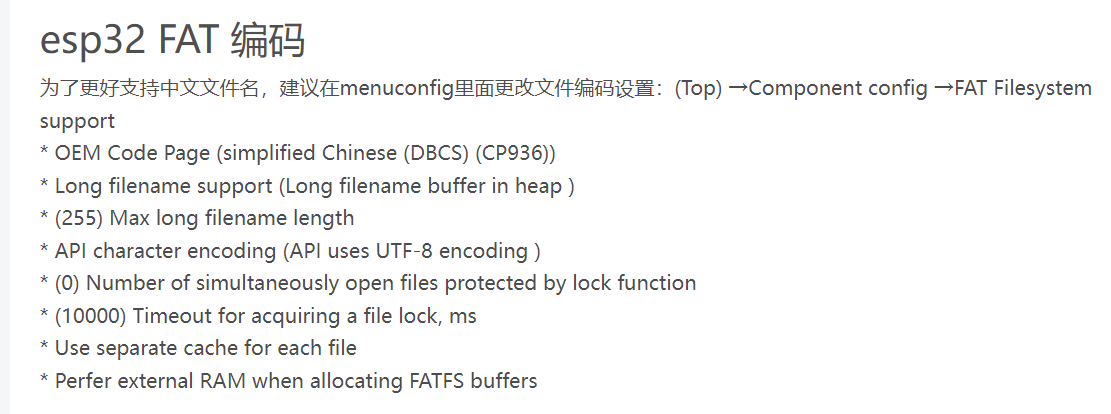 esp32 FAT 编码
为了更好支持中文文件名，建议在menuconfig里面更改文件编码设置：(Top) →Component config →FAT Filesystem
support
* OEM Code Page (simplified Chinese (DBCS) (CP936))
* Long filename support (Long filename buffer in heap )
* (255) Max long filename length
* API character encoding (API uses UTF-8 encoding )
* (0) Number of simultaneously open files protected by lock function
* (10000) Timeout for acquiring a file lock, ms
* Use separate cache for each file
* Perfer external RAM when allocating FATFS buffers